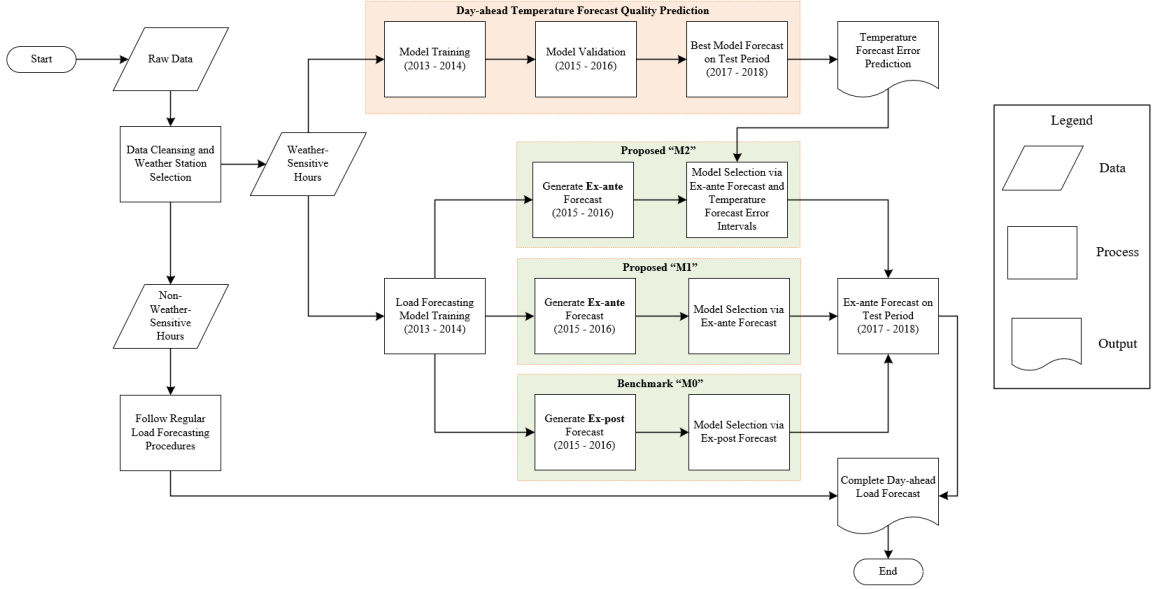 Day-ahead Temperature Forecast Quality Prediction
Start
Raw Data
Model Training
(2013 - 2014)
Model Validation
(2015 - 2016)
Best Model Forecast
on Test Period
(2017 - 2018)
Temperature
Forecast Error
Prediction
Data Cleansing and
Weather Station
Selection
Weather-
Sensitive
Hours
Proposed “M2”
Generate Ex-ante
Forecast
(2015 - 2016)
Model Selection via
Ex-ante Forecast and
Temperature
Forecast Error
Intervals
Non-
Weather-
Sensitive
Hours
Load Forecasting
Model Training
(2013 - 2014)
Proposed “M1”
Generate Ex-ante
Forecast
(2015 - 2016)
Model Selection via
Ex-ante Forecast
Ex-ante Forecast on
Test Period
(2017 - 2018)
Benchmark “M0”
Generate Ex-post
Forecast
(2015 - 2016)
Model Selection via
Ex-post Forecast
Follow Regular
Load Forecasting
Procedures
Complete Day-ahead
Load Forecast
End
Legend
Data
Process
Output